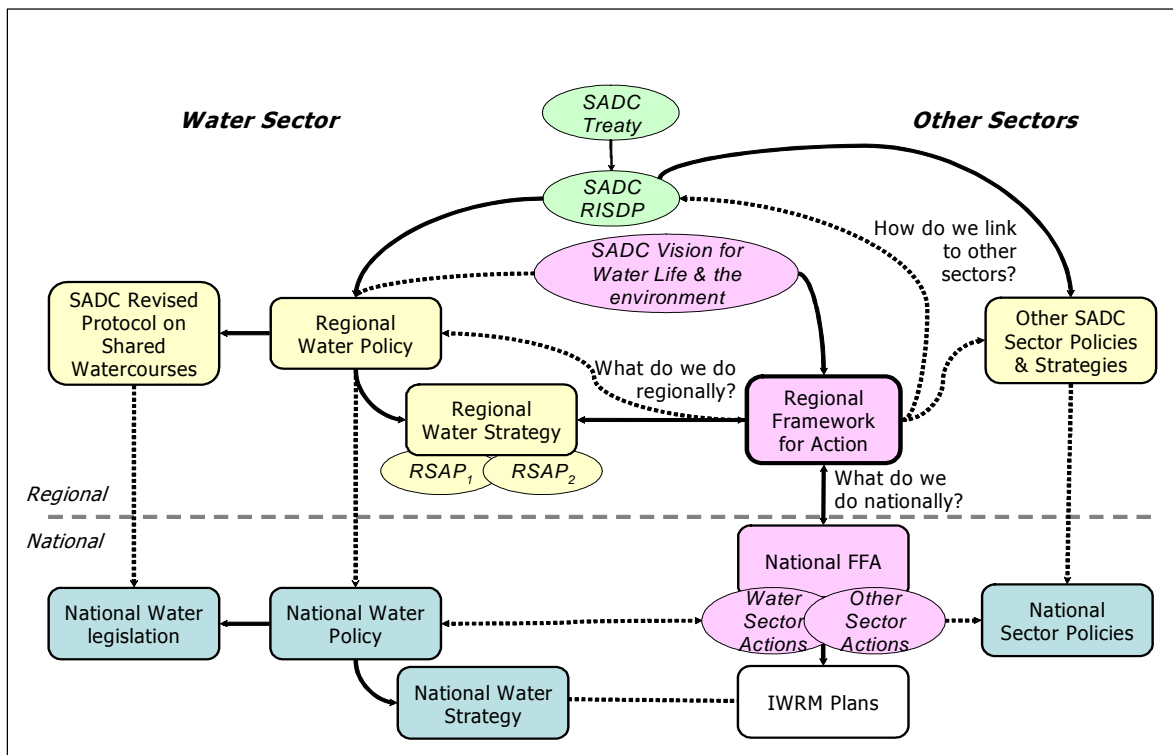 SADC
Treaty
Water Sector
Other Sectors
SADC
RISDP
How do we link
to other
sectors?
SADC Vision for
Water Life & the
environment
SADC Revised
Protocol on
Shared
Watercourses
Regional
Water Policy
Other SADC
Sector Policies
& Strategies
What do we do
regionally?
Regional
Water Strategy
Regional
Framework
for Action
RSAP1
RSAP2
What do we
do nationally?
Regional
National
National FFA
National Water
legislation
National Water
Policy
Water
Sector
Actions
Other
Sector
Actions
National
Sector Policies
National Water
Strategy
IWRM Plans